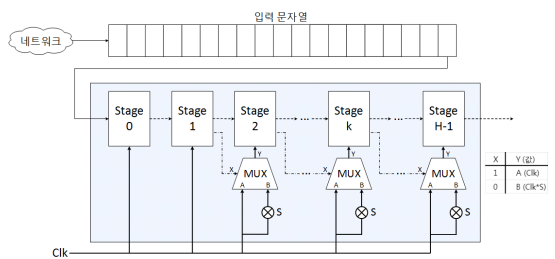 입력 문자열
네트워크
Stage 0
Stage 1
Stage 2
...
Stage k
...
Stage H-1
X
Y
MUX
A
B
S
...
X
Y
MUX
A
B
S
...
X
Y
MUX
A
B
S
Clk
X Y (값)
1 A (Clk)
0 B (Clk*S)